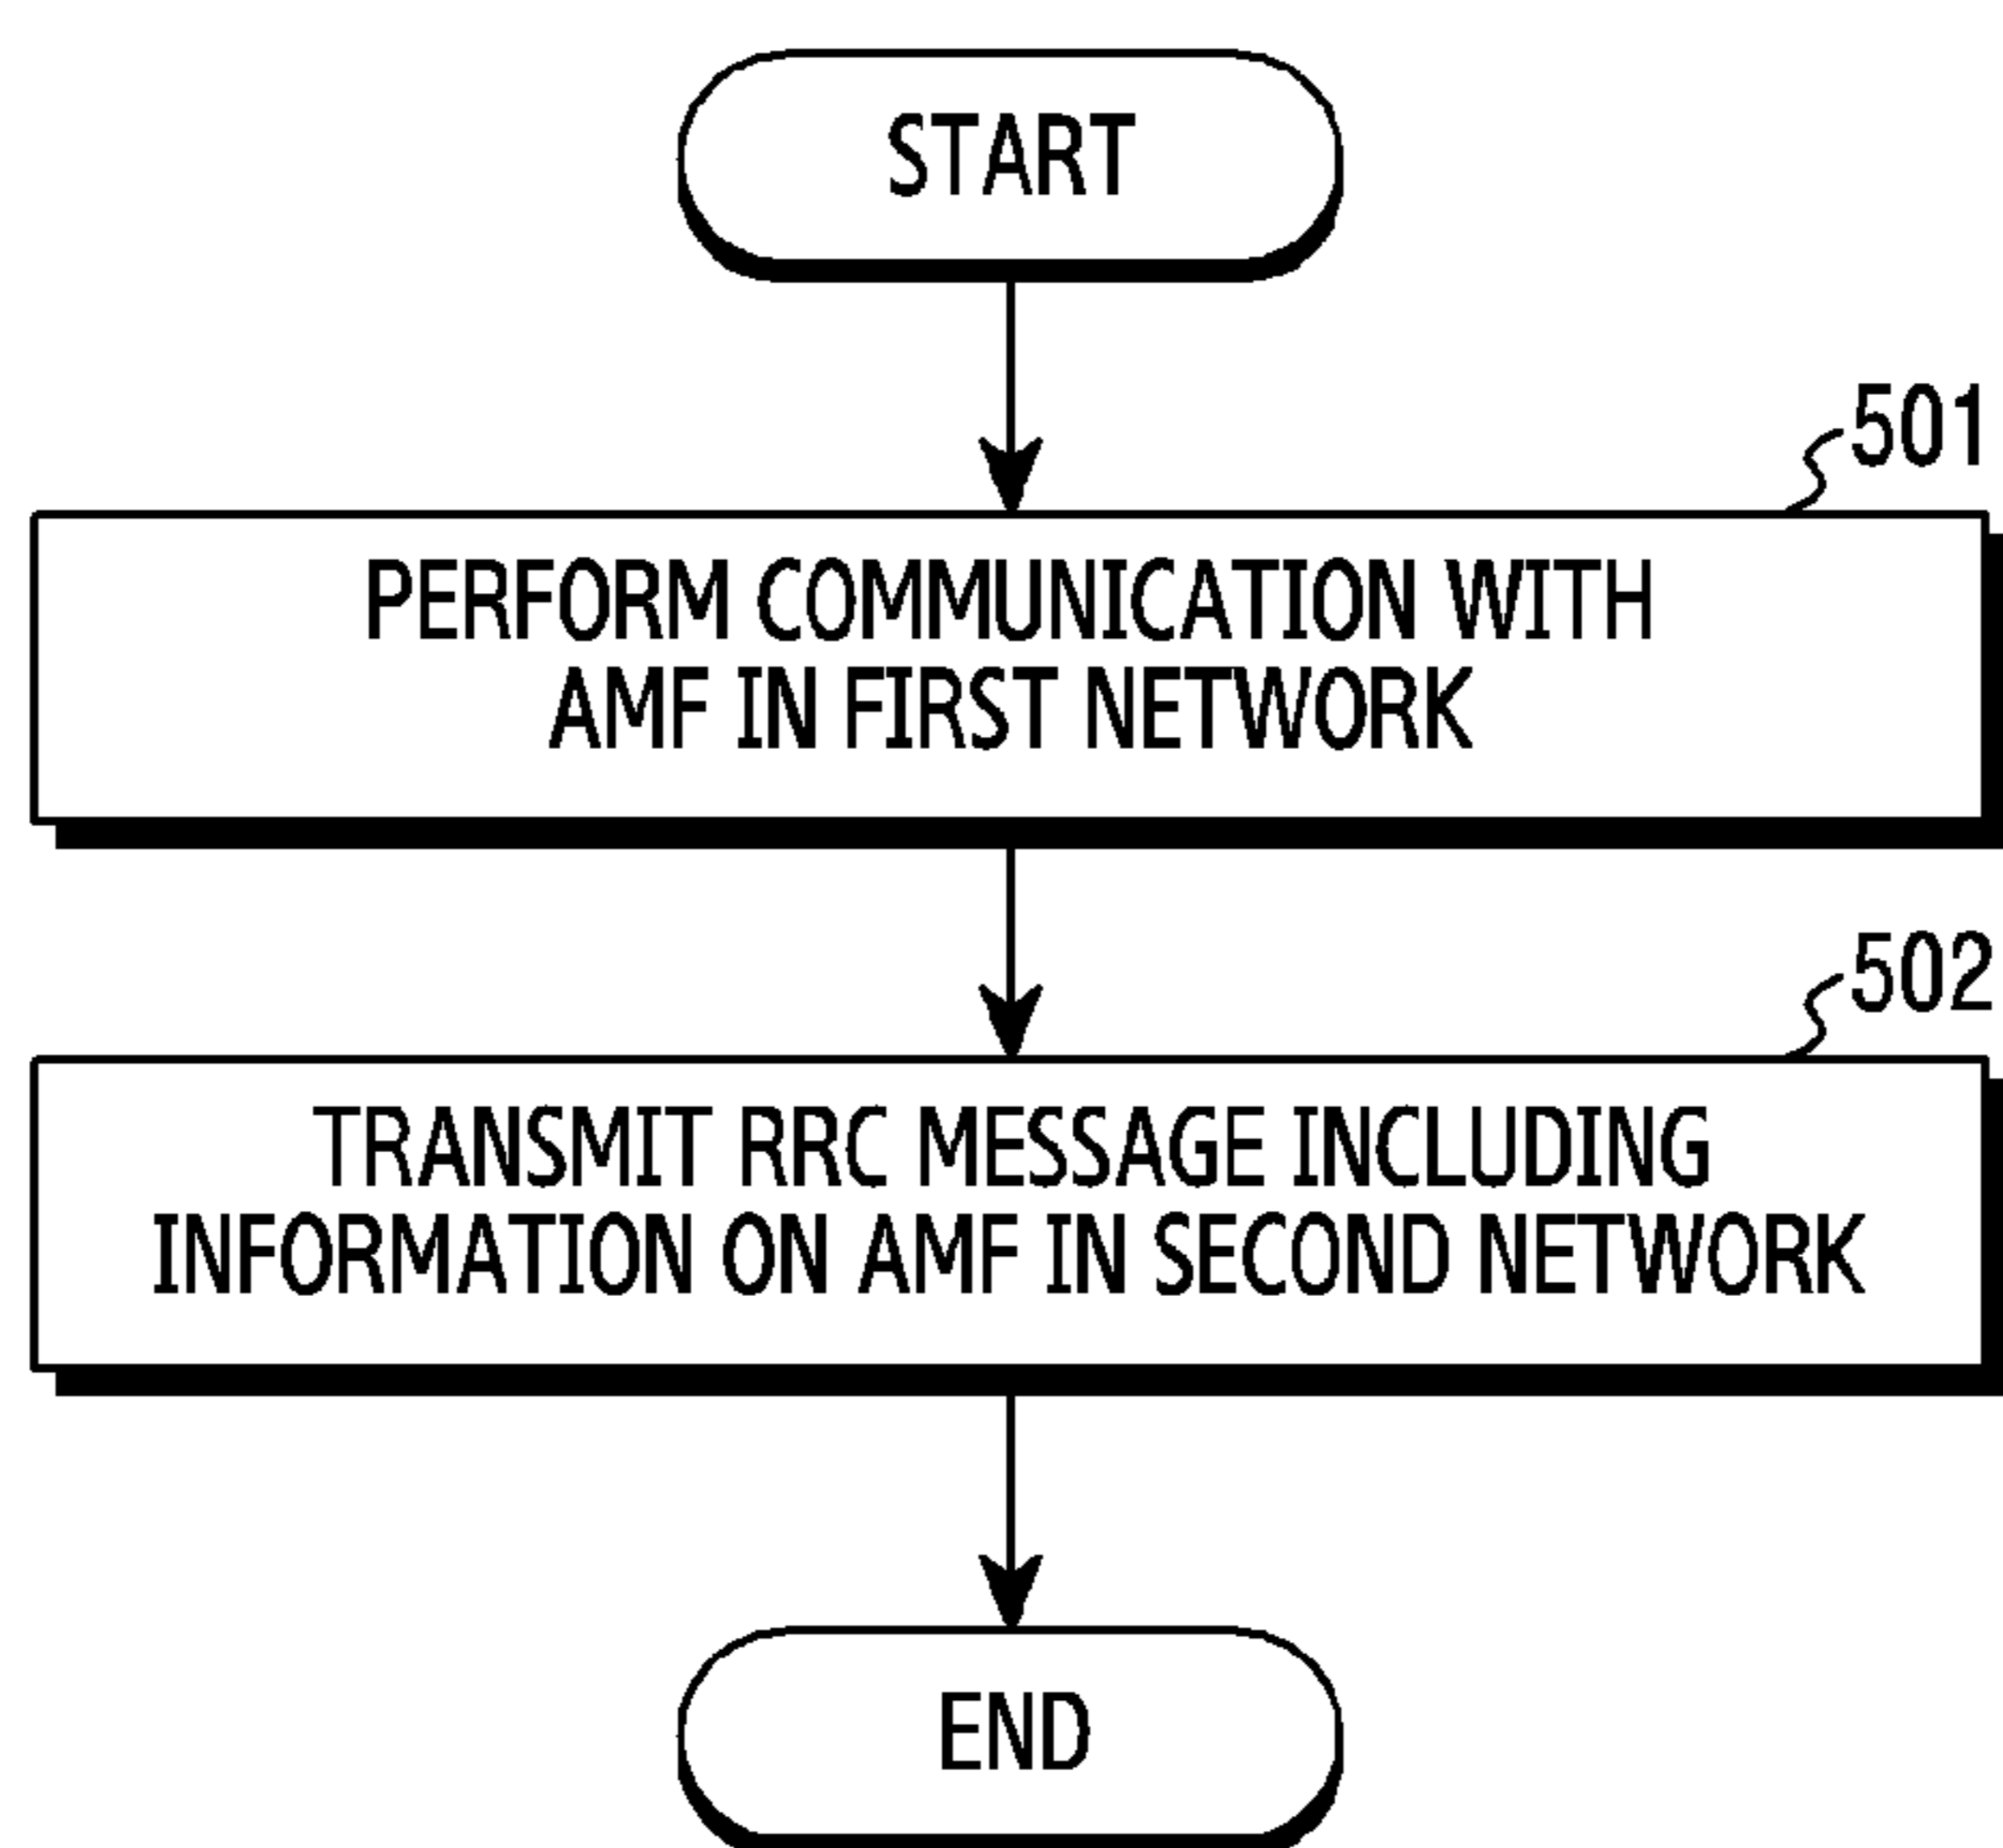 START
501
PERFORM COMMUNICATION WITH
AMF IN FIRST NETWORK
502
TRANSMIT RRC MESSAGE INCLUDING
INFORMATION ON AMF IN SECOND NETWORK
END